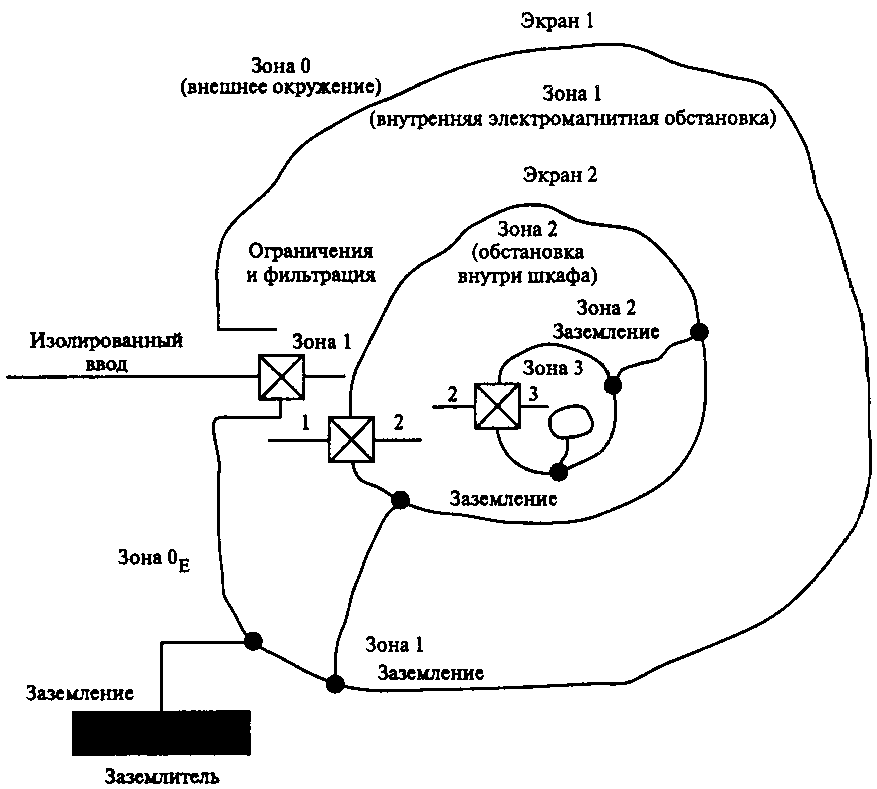 Экран 1
Зона 0
(внешнее окружение)
Зона 1
(внутренняя электромагнитная обстановка)
Экран 2
Зона 2
(обстановка
внутри шкафа)
Ограничения
и фильтрация
Зона 2
Заземление
Изолированный
ввод
Зона 1
Зона 3
2
3
1
2
Заземление
Зона 0E
Зона 1
Заземление
Заземление
Заземлитель